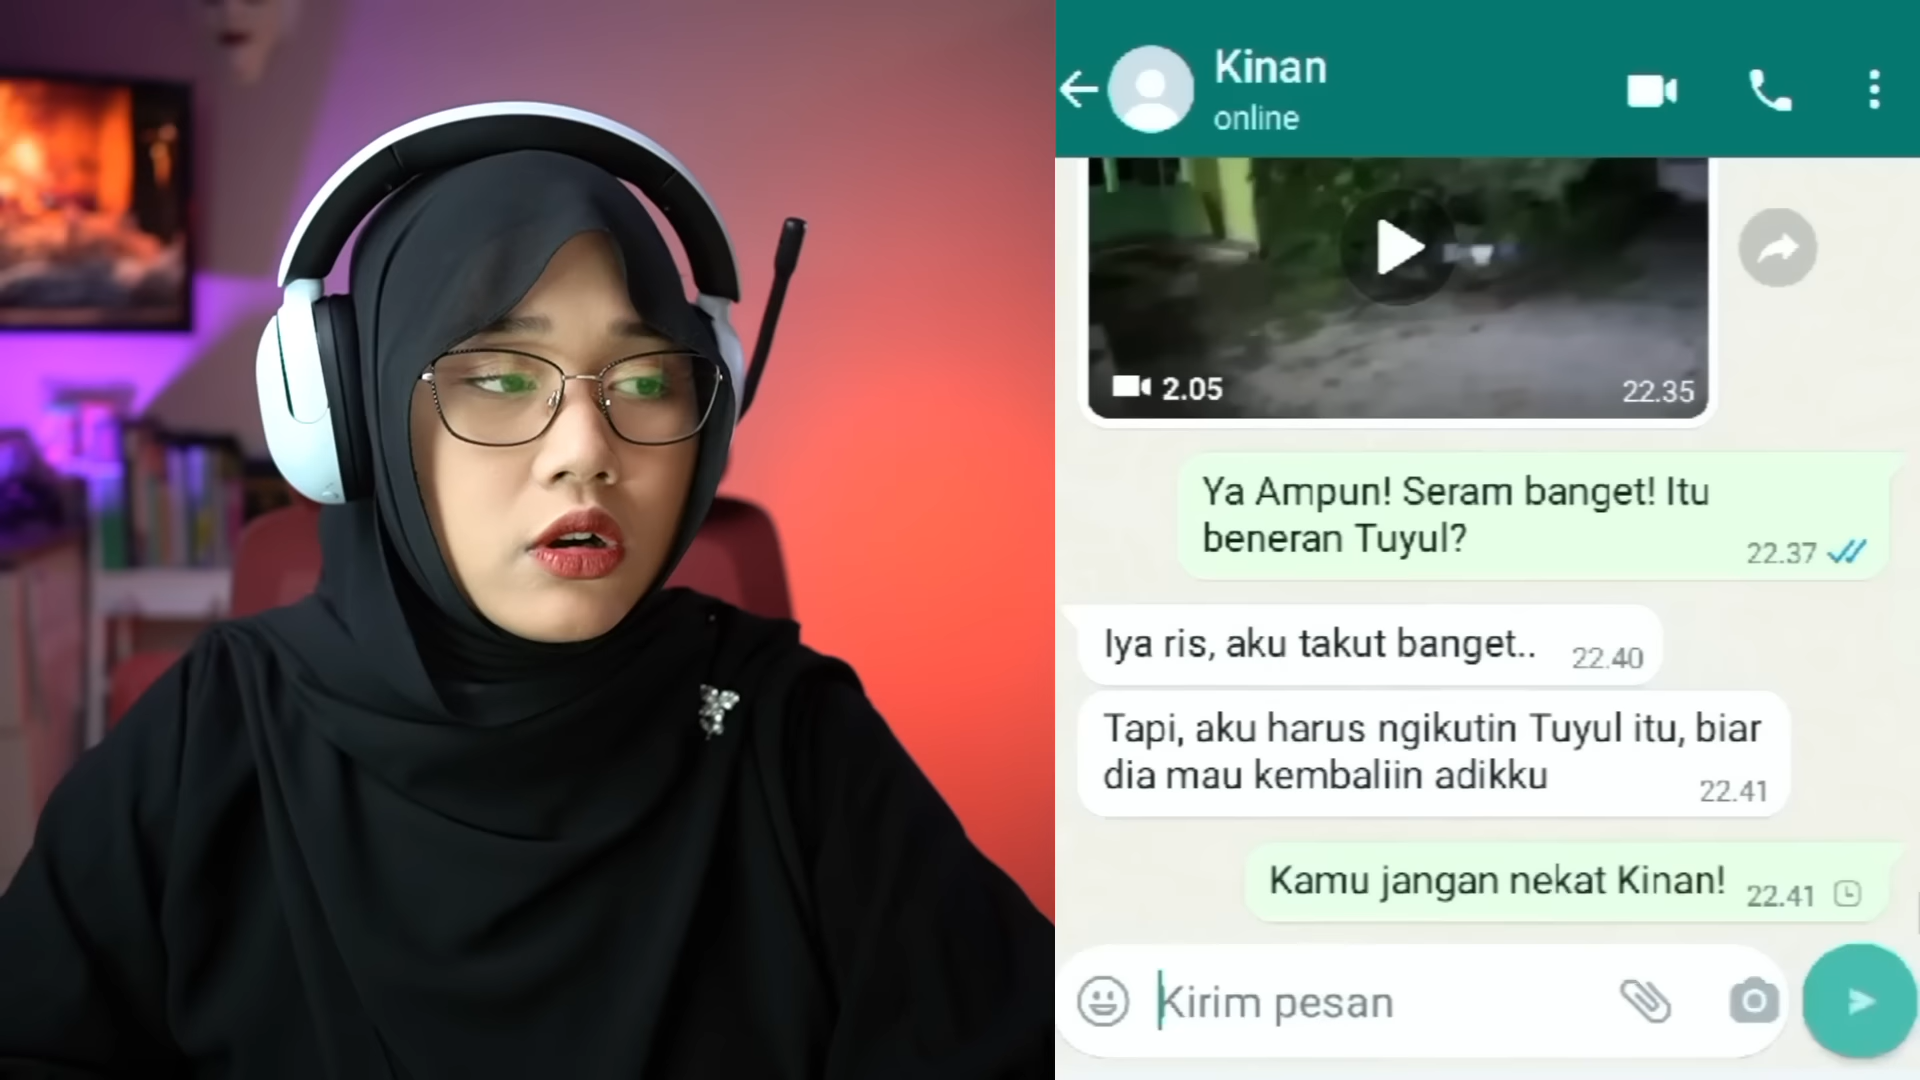 Kinan
online
2.05
22.35
Ya Ampun! Seram banget! Itu
beneran Tuyul?
22.37
Iya ris, aku takut banget..
22.40
Tapi, aku harus ngikutin Tuyul itu, biar
dia mau kembaliin adikku
22.41
Kamu jangan nekat Kinan!
22.41
Kirim pesan